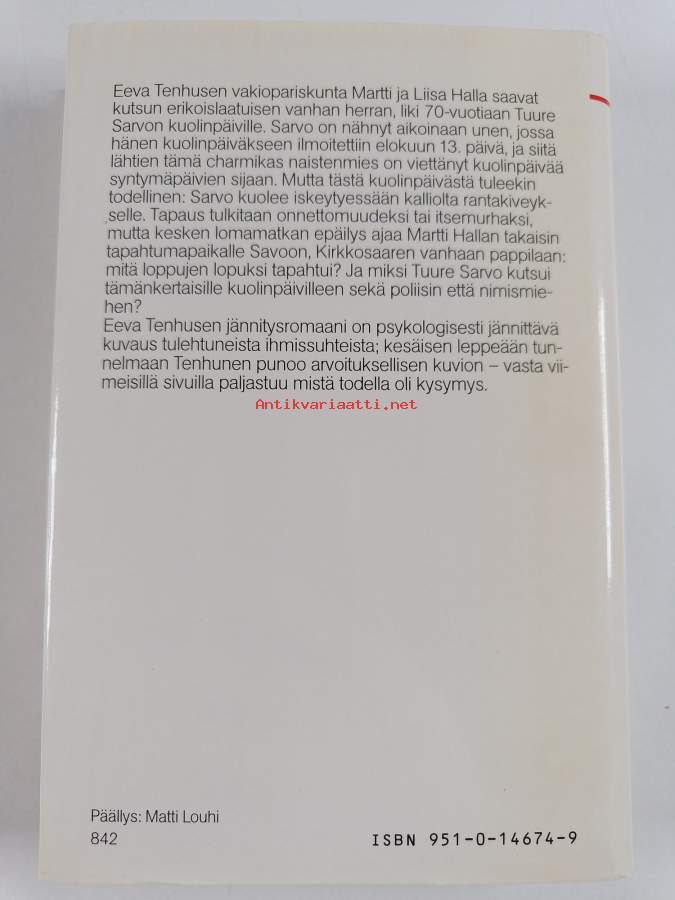 Eeva Tenhusen vakiopariskunta Martti ja Liisa Halla saavat
kutsun erikoislaatuisen vanhan herran, liki 70-vuotiaan Tuure
Sarvon kuolinpäiville. Sarvo on nähnyt aikoinaan unen, jossa
hänen kuolinpäiväkseen ilmoitettiin elokuun 13. päivä, ja siitä
lähtien tämä charmikas naistenmies on viettänyt kuolinpäivää
syntymäpäivien sijaan. Mutta tästä kuolinpäivästä tuleekin
todellinen: Sarvo kuolee iskeytyessään kalliolta rantakiveyk-
selle. Tapaus tulkitaan onnettomuudeksi tai itsemurhaksi,
mutta kesken lomamatkan epäilys ajaa Martti Hallan takaisin
tapahtumapaikalle Savoon, Kirkkosaaren vanhaan pappilaan:
mitä loppujen lopuksi tapahtui? Ja miksi Tuure Sarvo kutsui
tämänkertaisille kuolinpäivilleen sekä poliisin että nimismie-
hen?
Eeva Tenhusen jännitysromaani on psykologisesti jännittävä
kuvaus tulehtuneista ihmissuhteista; kesäisen leppeään tun-
nelmaan Tenhunen punoo arvoituksellisen kuvion – vasta vii-
meisillä sivuilla paljastuu mistä todella oli kysymys.
Antikvariaatti.net
Päällys: Matti Louhi
842
ISBN 951-0-14674-9